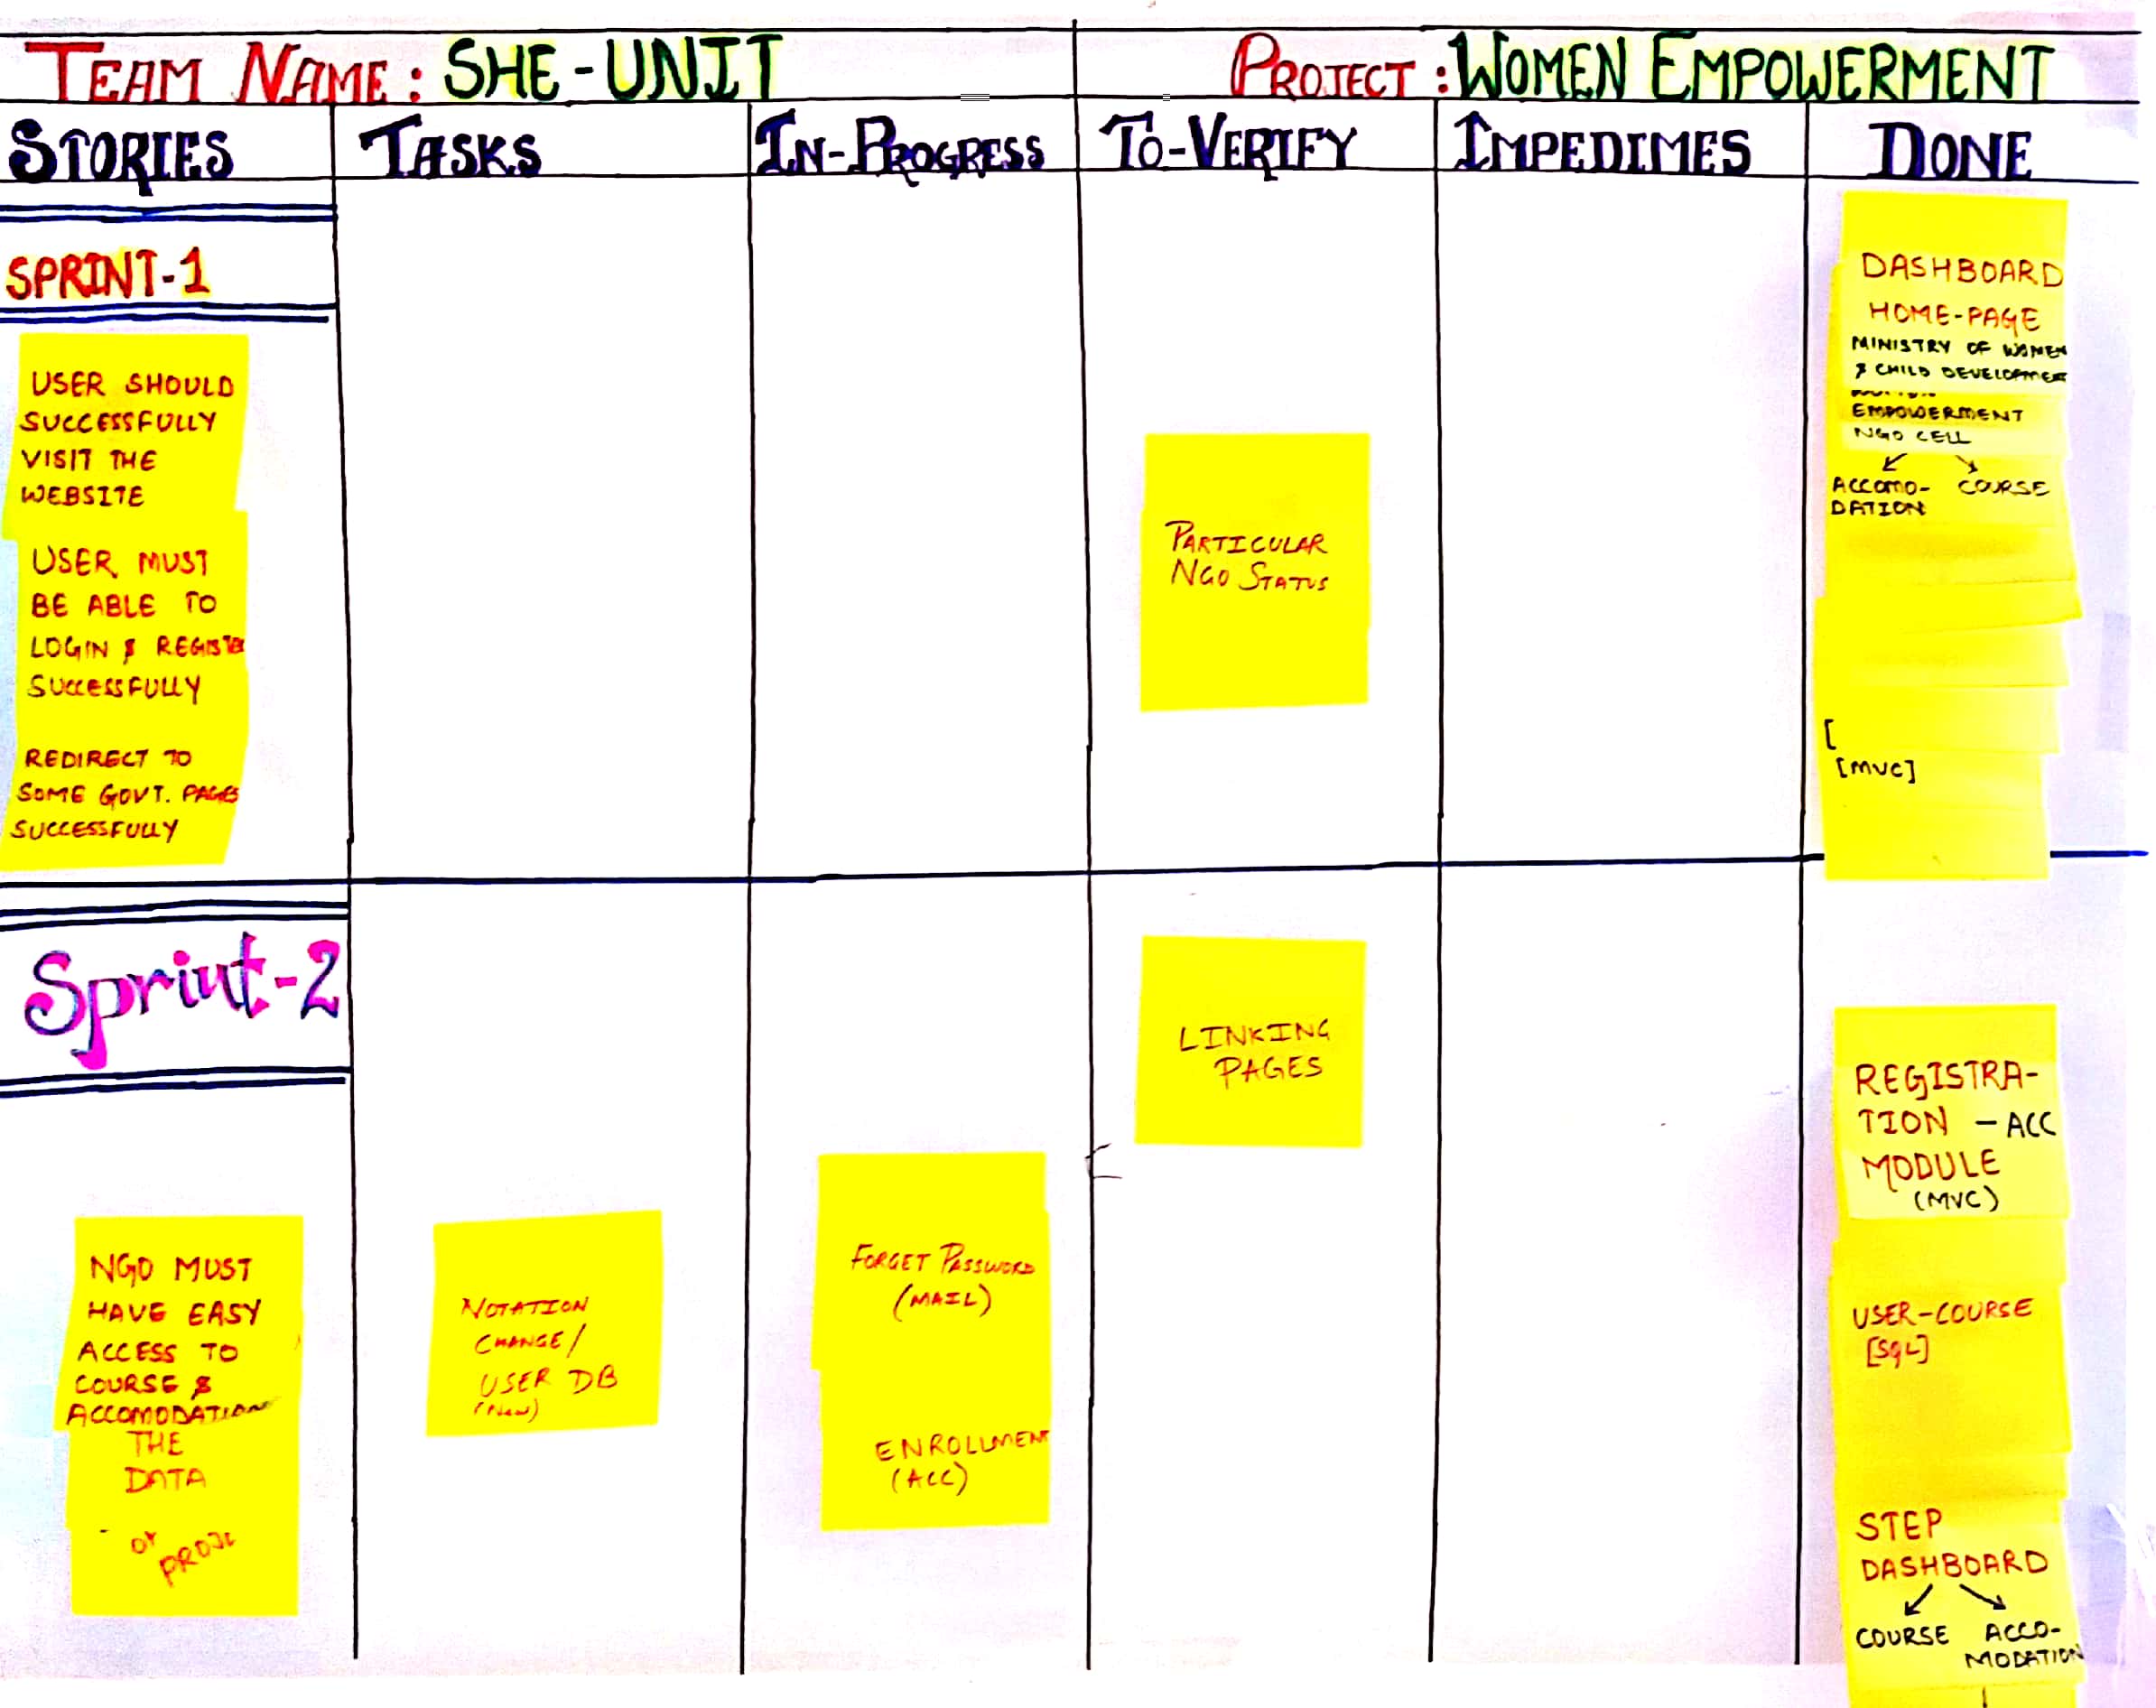 TEAM NAME: SHE-UNIT
PROJECT: WOMEN EMPOWERMENT
STORIES
TASKS
IN-PROGRESS
TO-VERIFY
IMPEDIMES
DONE
SPRINT-1
USER SHOULD
SUCCESSFULLY
VISIT THE
WEBSITE
USER MUST
BE ABLE TO
LOGIN & REGISTER
SUCCESSFULLY
REDIRECT TO
SOME GOVT. PAGES
SUCCESSFULLY
PARTICULAR
NGO STATUS
DASHBOARD
HOME-PAGE
MINISTRY OF WOMEN
& CHILD DEVELOPMENT
EMPOWERMENT
NGO CELL
↙ ↘
ACCOMO- COURSE
DATION
[
[MVC]
Sprint-2
NGO MUST
HAVE EASY
ACCESS TO
COURSE &
ACCOMODATION
THE
DATA
OF
NOTATION
CHANGE/
USER DB
(New)
FORGET PASSWORD
(MAIL)
ENROLLMENT
(ACC)
LINKING
PAGES
REGISTRA-
TION - ACC
MODULE
(MVC)
USER-COURSE
[SQL]
STEP
DASHBOARD
↙ ↘
COURSE ACCO-
MODATION